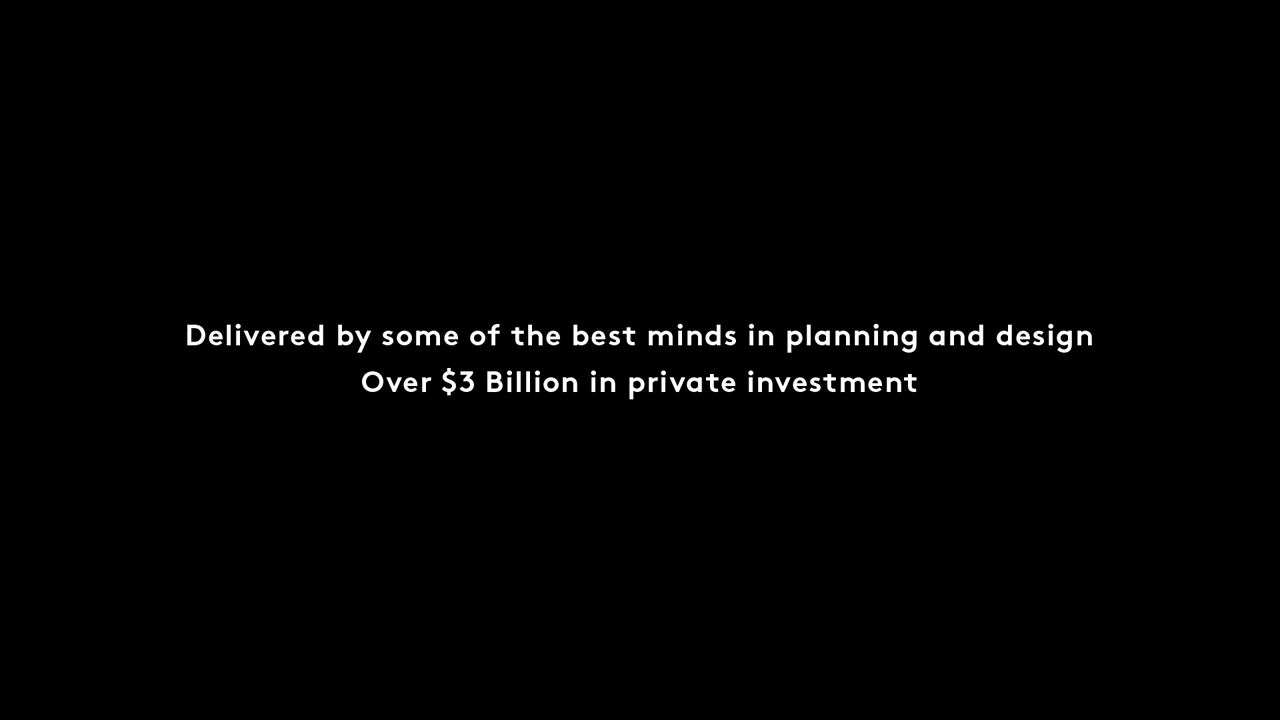 Delivered by some of the best minds in planning and design
Over $3 Billion in private investment